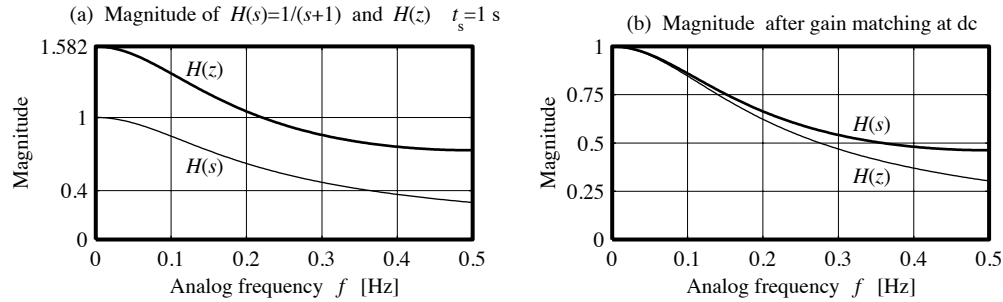 (a) Magnitude of H(s)=1/(s+1) and H(z) ts=1 s
1.582
1
0.4
0
Magnitude
H(z)
H(s)
0 0.1 0.2 0.3 0.4 0.5
Analog frequency f [Hz]
(b) Magnitude after gain matching at dc
1
0.75
0.5
0.25
0
Magnitude
H(s)
H(z)
0 0.1 0.2 0.3 0.4 0.5
Analog frequency f [Hz]